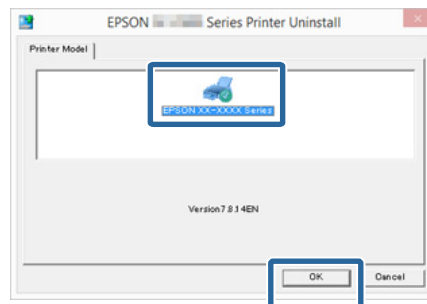 EPSON Series Printer Uninstall
Printer Model
EPSON XX-XXXX Series
Version7.8.14EN
OK
Cancel